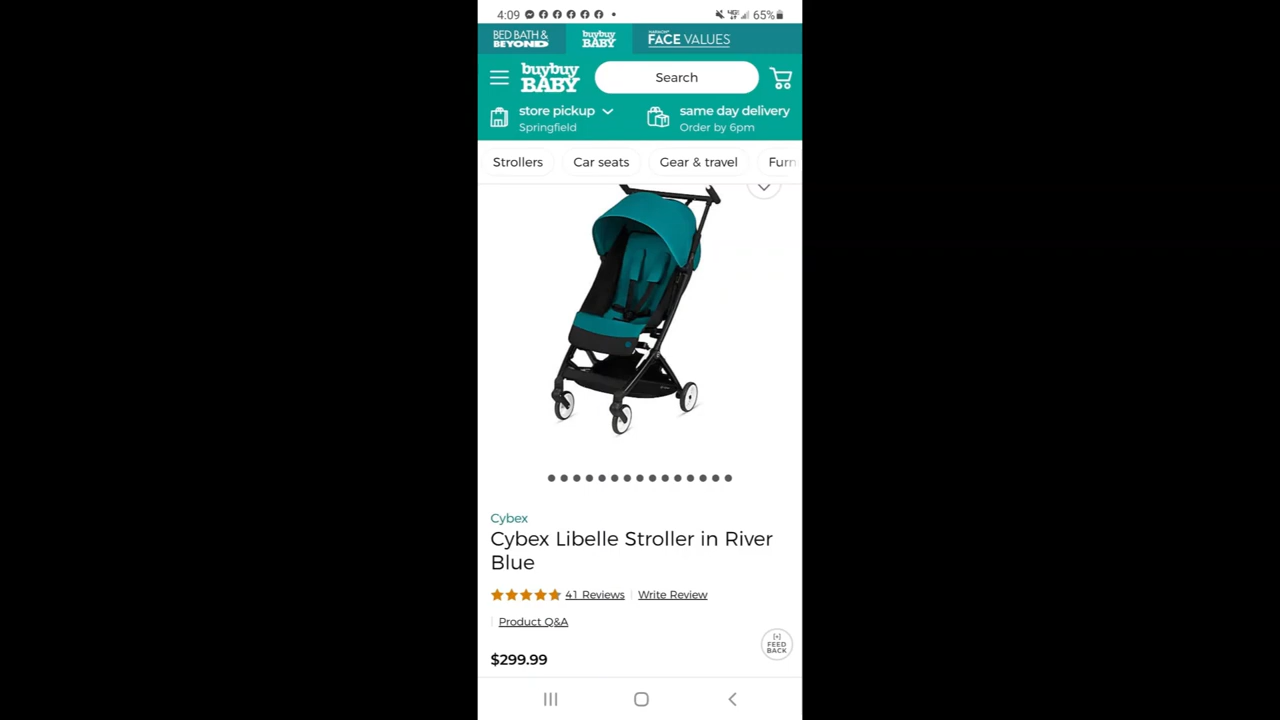 4:09 65%
BED BATH & BEYOND buybuy BABY HARMON FACE VALUES
buybuy BABY Search
store pickup same day delivery
Springfield Order by 6pm
Strollers Car seats Gear & travel Furn
Cybex
Cybex Libelle Stroller in River
Blue
41 Reviews Write Review
Product Q&A
[+] FEED BACK
$299.99